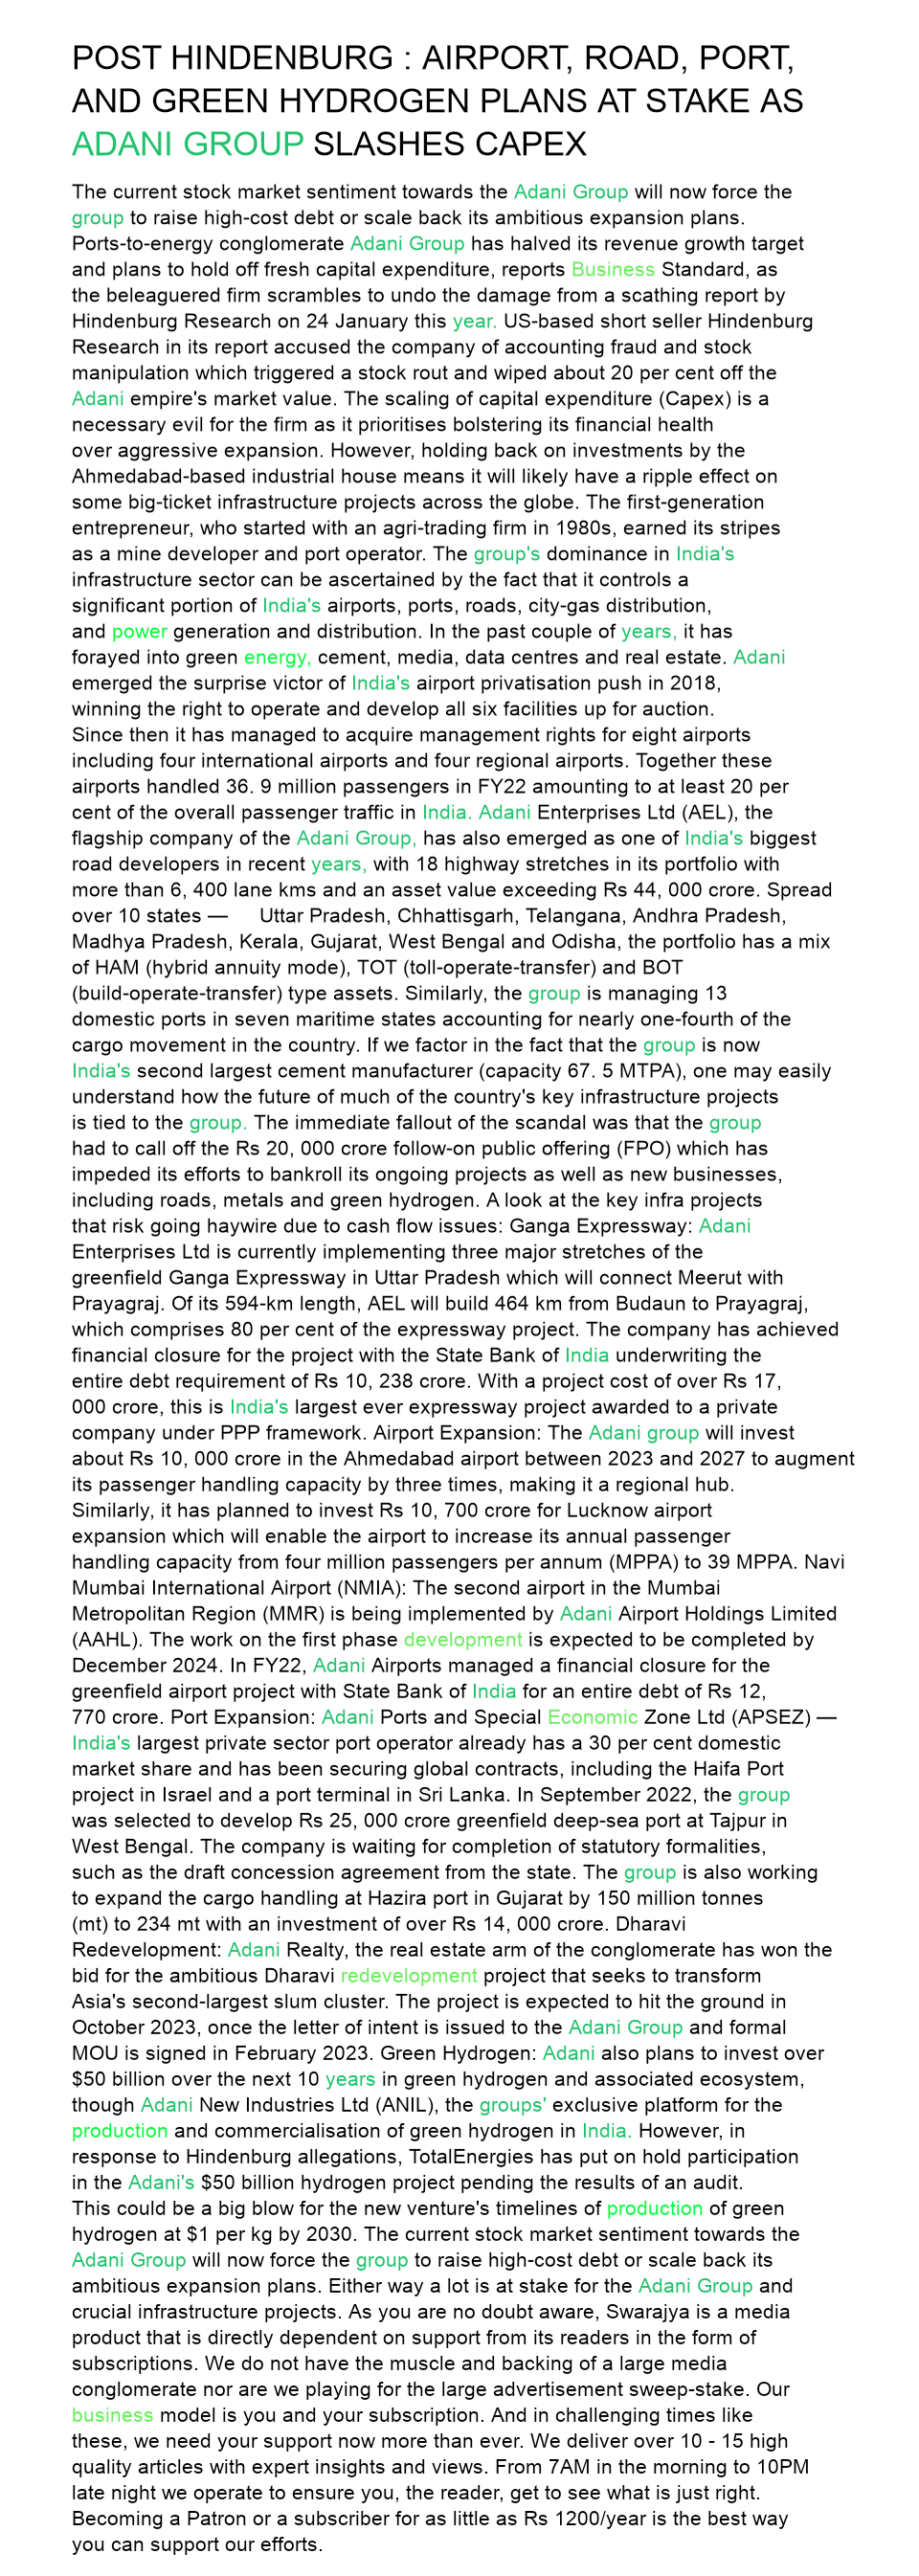 POST HINDENBURG : AIRPORT, ROAD, PORT,
AND GREEN HYDROGEN PLANS AT STAKE AS
ADANI GROUP SLASHES CAPEX
The current stock market sentiment towards the Adani Group will now force the
group to raise high-cost debt or scale back its ambitious expansion plans.
Ports-to-energy conglomerate Adani Group has halved its revenue growth target
and plans to hold off fresh capital expenditure, reports Business Standard, as
the beleaguered firm scrambles to undo the damage from a scathing report by
Hindenburg Research on 24 January this year. US-based short seller Hindenburg
Research in its report accused the company of accounting fraud and stock
manipulation which triggered a stock rout and wiped about 20 per cent off the
Adani empire's market value. The scaling of capital expenditure (Capex) is a
necessary evil for the firm as it prioritises bolstering its financial health
over aggressive expansion. However, holding back on investments by the
Ahmedabad-based industrial house means it will likely have a ripple effect on
some big-ticket infrastructure projects across the globe. The first-generation
entrepreneur, who started with an agri-trading firm in 1980s, earned its stripes
as a mine developer and port operator. The group's dominance in India's
infrastructure sector can be ascertained by the fact that it controls a
significant portion of India's airports, ports, roads, city-gas distribution,
and power generation and distribution. In the past couple of years, it has
forayed into green energy, cement, media, data centres and real estate. Adani
emerged the surprise victor of India's airport privatisation push in 2018,
winning the right to operate and develop all six facilities up for auction.
Since then it has managed to acquire management rights for eight airports
including four international airports and four regional airports. Together these
airports handled 36. 9 million passengers in FY22 amounting to at least 20 per
cent of the overall passenger traffic in India. Adani Enterprises Ltd (AEL), the
flagship company of the Adani Group, has also emerged as one of India's biggest
road developers in recent years, with 18 highway stretches in its portfolio with
more than 6, 400 lane kms and an asset value exceeding Rs 44, 000 crore. Spread
over 10 states — Uttar Pradesh, Chhattisgarh, Telangana, Andhra Pradesh,
Madhya Pradesh, Kerala, Gujarat, West Bengal and Odisha, the portfolio has a mix
of HAM (hybrid annuity mode), TOT (toll-operate-transfer) and BOT
(build-operate-transfer) type assets. Similarly, the group is managing 13
domestic ports in seven maritime states accounting for nearly one-fourth of the
cargo movement in the country. If we factor in the fact that the group is now
India's second largest cement manufacturer (capacity 67. 5 MTPA), one may easily
understand how the future of much of the country's key infrastructure projects
is tied to the group. The immediate fallout of the scandal was that the group
had to call off the Rs 20, 000 crore follow-on public offering (FPO) which has
impeded its efforts to bankroll its ongoing projects as well as new businesses,
including roads, metals and green hydrogen. A look at the key infra projects
that risk going haywire due to cash flow issues: Ganga Expressway: Adani
Enterprises Ltd is currently implementing three major stretches of the
greenfield Ganga Expressway in Uttar Pradesh which will connect Meerut with
Prayagraj. Of its 594-km length, AEL will build 464 km from Budaun to Prayagraj,
which comprises 80 per cent of the expressway project. The company has achieved
financial closure for the project with the State Bank of India underwriting the
entire debt requirement of Rs 10, 238 crore. With a project cost of over Rs 17,
000 crore, this is India's largest ever expressway project awarded to a private
company under PPP framework. Airport Expansion: The Adani group will invest
about Rs 10, 000 crore in the Ahmedabad airport between 2023 and 2027 to augment
its passenger handling capacity by three times, making it a regional hub.
Similarly, it has planned to invest Rs 10, 700 crore for Lucknow airport
expansion which will enable the airport to increase its annual passenger
handling capacity from four million passengers per annum (MPPA) to 39 MPPA. Navi
Mumbai International Airport (NMIA): The second airport in the Mumbai
Metropolitan Region (MMR) is being implemented by Adani Airport Holdings Limited
(AAHL). The work on the first phase development is expected to be completed by
December 2024. In FY22, Adani Airports managed a financial closure for the
greenfield airport project with State Bank of India for an entire debt of Rs 12,
770 crore. Port Expansion: Adani Ports and Special Economic Zone Ltd (APSEZ) —
India's largest private sector port operator already has a 30 per cent domestic
market share and has been securing global contracts, including the Haifa Port
project in Israel and a port terminal in Sri Lanka. In September 2022, the group
was selected to develop Rs 25, 000 crore greenfield deep-sea port at Tajpur in
West Bengal. The company is waiting for completion of statutory formalities,
such as the draft concession agreement from the state. The group is also working
to expand the cargo handling at Hazira port in Gujarat by 150 million tonnes
(mt) to 234 mt with an investment of over Rs 14, 000 crore. Dharavi
Redevelopment: Adani Realty, the real estate arm of the conglomerate has won the
bid for the ambitious Dharavi redevelopment project that seeks to transform
Asia's second-largest slum cluster. The project is expected to hit the ground in
October 2023, once the letter of intent is issued to the Adani Group and formal
MOU is signed in February 2023. Green Hydrogen: Adani also plans to invest over
$50 billion over the next 10 years in green hydrogen and associated ecosystem,
though Adani New Industries Ltd (ANIL), the groups' exclusive platform for the
production and commercialisation of green hydrogen in India. However, in
response to Hindenburg allegations, TotalEnergies has put on hold participation
in the Adani's $50 billion hydrogen project pending the results of an audit.
This could be a big blow for the new venture's timelines of production of green
hydrogen at $1 per kg by 2030. The current stock market sentiment towards the
Adani Group will now force the group to raise high-cost debt or scale back its
ambitious expansion plans. Either way a lot is at stake for the Adani Group and
crucial infrastructure projects. As you are no doubt aware, Swarajya is a media
product that is directly dependent on support from its readers in the form of
subscriptions. We do not have the muscle and backing of a large media
conglomerate nor are we playing for the large advertisement sweep-stake. Our
business model is you and your subscription. And in challenging times like
these, we need your support now more than ever. We deliver over 10 - 15 high
quality articles with expert insights and views. From 7AM in the morning to 10PM
late night we operate to ensure you, the reader, get to see what is just right.
Becoming a Patron or a subscriber for as little as Rs 1200/year is the best way
you can support our efforts.